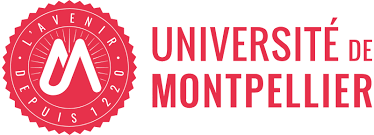 · L'AVENIR ·
DEPUIS 1220
UNIVERSITÉ DE
MONTPELLIER